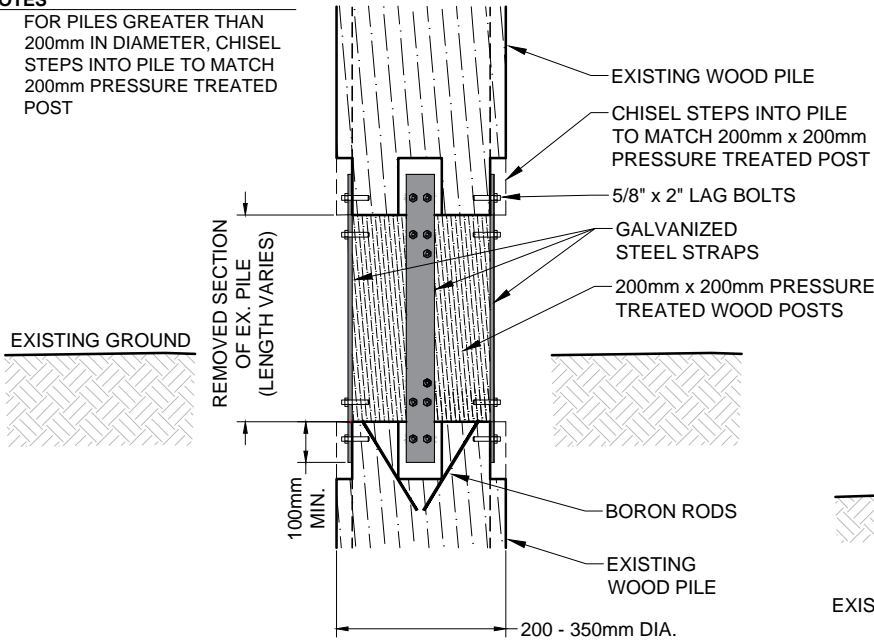 FOR PILES GREATER THAN
200mm IN DIAMETER, CHISEL
STEPS INTO PILE TO MATCH
200mm PRESSURE TREATED
POST
EXISTING WOOD PILE
CHISEL STEPS INTO PILE
TO MATCH 200mm x 200mm
PRESSURE TREATED POST
5/8" x 2" LAG BOLTS
GALVANIZED
STEEL STRAPS
200mm x 200mm PRESSURE
TREATED WOOD POSTS
REMOVED SECTION
OF EX. PILE
(LENGTH VARIES)
EXISTING GROUND
100mm
MIN.
BORON RODS
EXISTING
WOOD PILE
EXIS
200 - 350mm DIA.